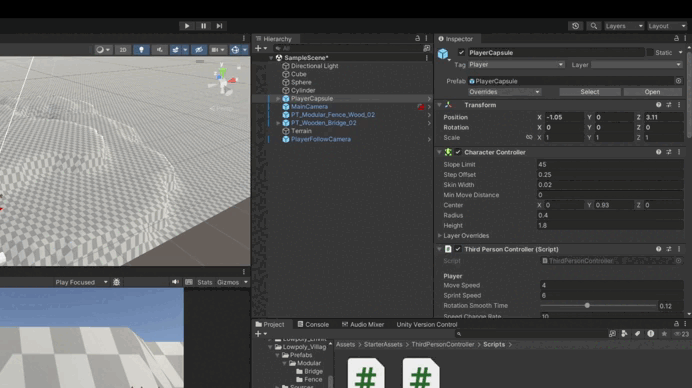 Layers
Layout
2D
Hierarchy
Inspector
All
SampleScene*
Directional Light
Cube
Sphere
Cylinder
PlayerCapsule
MainCamera
PT_Modular_Fence_Wood_02
PT_Wooden_Bridge_02
Terrain
PlayerFollowCamera
PlayerCapsule
Static
Tag Player Layer
Prefab PlayerCapsule
Overrides Select Open
Transform
Position X -1.05 Y 0 Z 3.11
Rotation X 0 Y 0 Z 0
Scale X 1 Y 1 Z 1
Character Controller
Slope Limit 45
Step Offset 0.25
Skin Width 0.02
Min Move Distance 0
Center X 0 Y 0.93 Z 0
Radius 0.4
Height 1.8
Layer Overrides
Third Person Controller (Script)
Script ThirdPersonController
Player
Move Speed 4
Sprint Speed 6
Rotation Smooth Time 0.12
Speed Change Rate 10
Play Focused Stats Gizmos
Project Console Audio Mixer Unity Version Control
23
Lowpoly_Village
Prefabs
Modular
Bridge
Fence
Sources
Assets > StarterAssets > ThirdPersonController > Scripts >
# #